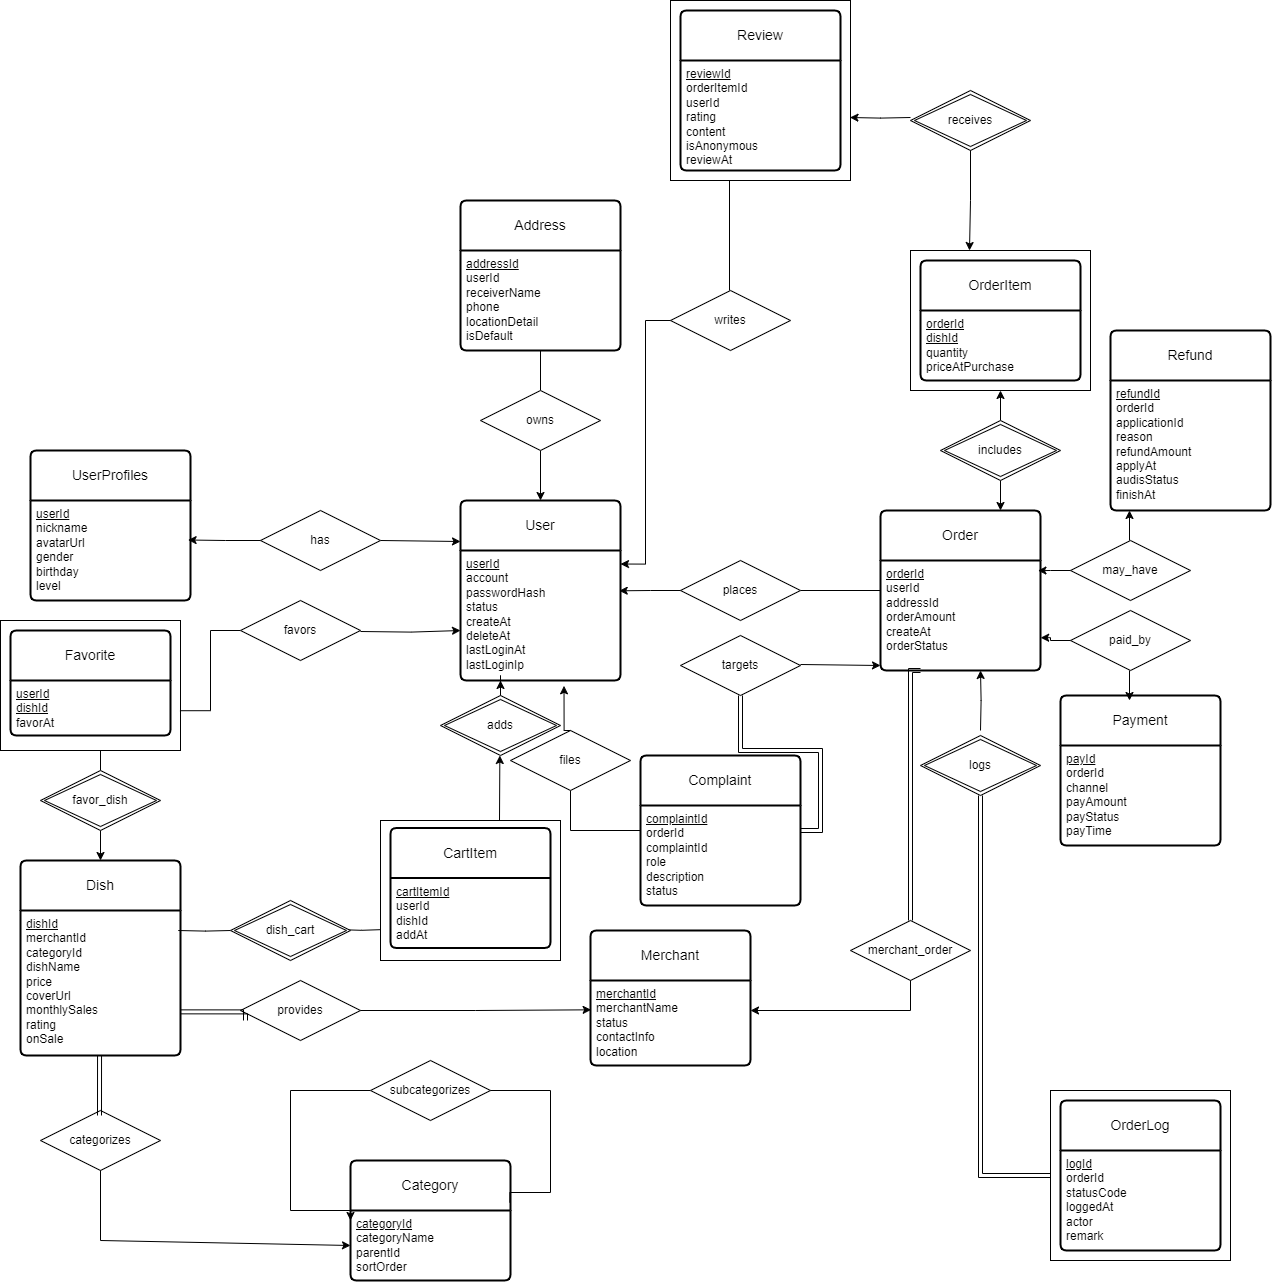 Review
reviewId
orderItemId
userId
rating
content
isAnonymous
reviewAt
receives
Address
addressId
userId
receiverName
phone
locationDetail
isDefault
OrderItem
orderId
dishId
quantity
priceAtPurchase
writes
Refund
refundId
orderId
applicationId
reason
refundAmount
applyAt
audisStatus
finishAt
owns
includes
UserProfiles
userId
nickname
avatarUrl
gender
birthday
level
has
User
userId
account
passwordHash
status
createAt
deleteAt
lastLoginAt
lastLoginIp
places
Order
orderId
userId
addressId
orderAmount
createAt
orderStatus
may_have
favors
paid_by
Favorite
userId
dishId
favorAt
targets
adds
files
logs
Payment
payId
orderId
channel
payAmount
payStatus
payTime
favor_dish
Complaint
complaintId
orderId
complaintId
role
description
status
CartItem
cartItemId
userId
dishId
addAt
Dish
dishId
merchantId
categoryId
dishName
price
coverUrl
monthlySales
rating
onSale
dish_cart
provides
Merchant
merchantId
merchantName
status
contactInfo
location
merchant_order
subcategorizes
categorizes
Category
categoryId
categoryName
parentId
sortOrder
OrderLog
logId
orderId
statusCode
loggedAt
actor
remark